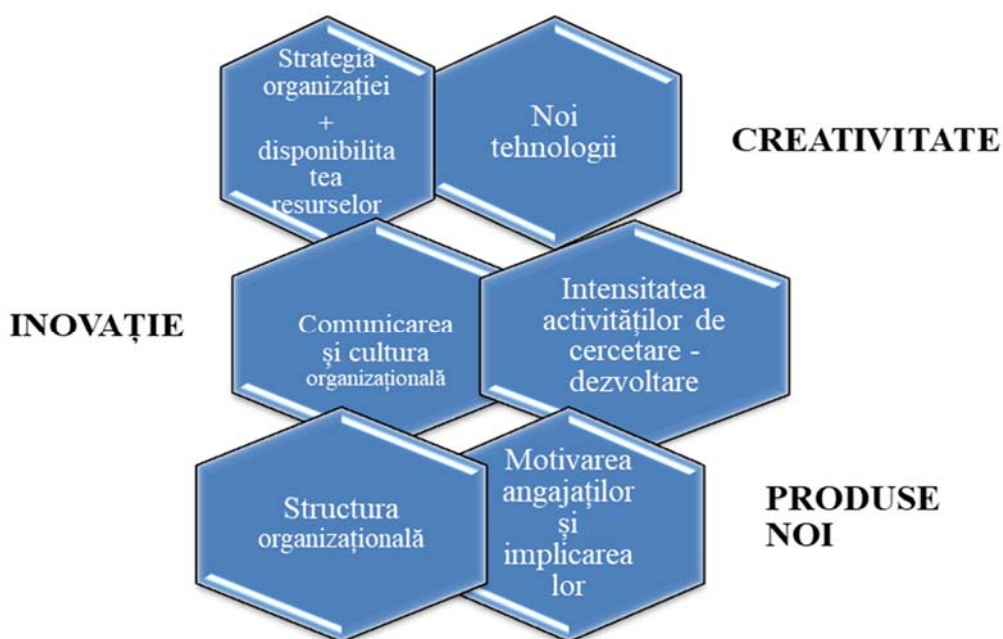 Strategia
organizației
+
disponibilita
tea
resurselor
Noi
tehnologii
CREATIVITATE
INOVAȚIE
Comunicarea
și cultura
organizațională
Intensitatea
activităților de
cercetare -
dezvoltare
Structura
organizațională
Motivarea
angajaților
și
implicarea
lor
PRODUSE
NOI